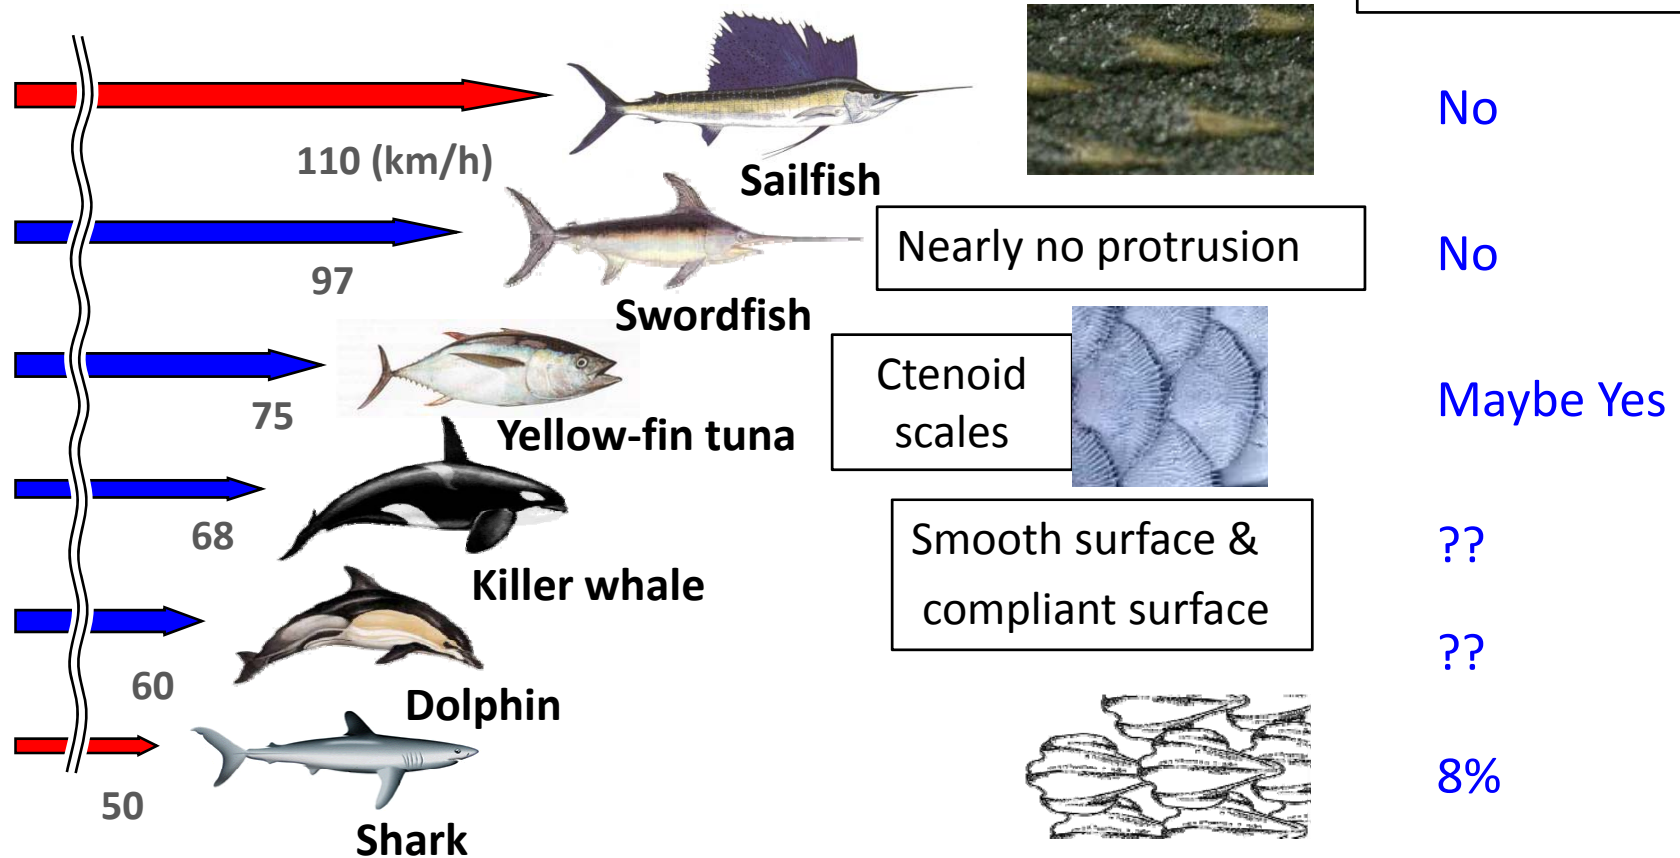 No
110 (km/h)
Sailfish
Nearly no protrusion
No
97
Swordfish
Ctenoid
scales
Maybe Yes
75
Yellow-fin tuna
Smooth surface &
compliant surface
??
68
Killer whale
??
60
Dolphin
8%
50
Shark